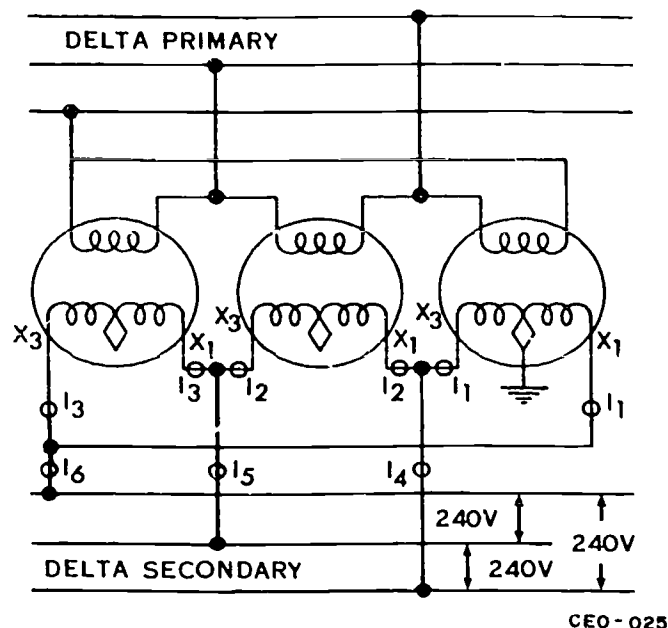 DELTA PRIMARY
X3 X1 X3 X1 X3 X1
I3 I2 I2 I1
I3 I1
I6 I5 I4
240V
240V
DELTA SECONDARY 240V
CEO-025